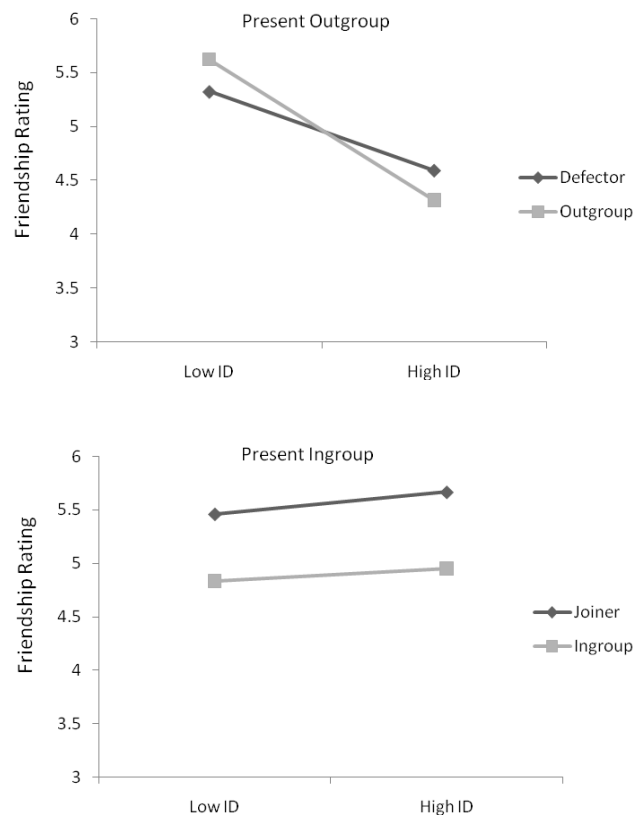 Present Outgroup
6
5.5
5
4.5
4
3.5
3
Friendship Rating
Low ID
High ID
Defector
Outgroup
Present Ingroup
6
5.5
5
4.5
4
3.5
3
Friendship Rating
Low ID
High ID
Joiner
Ingroup